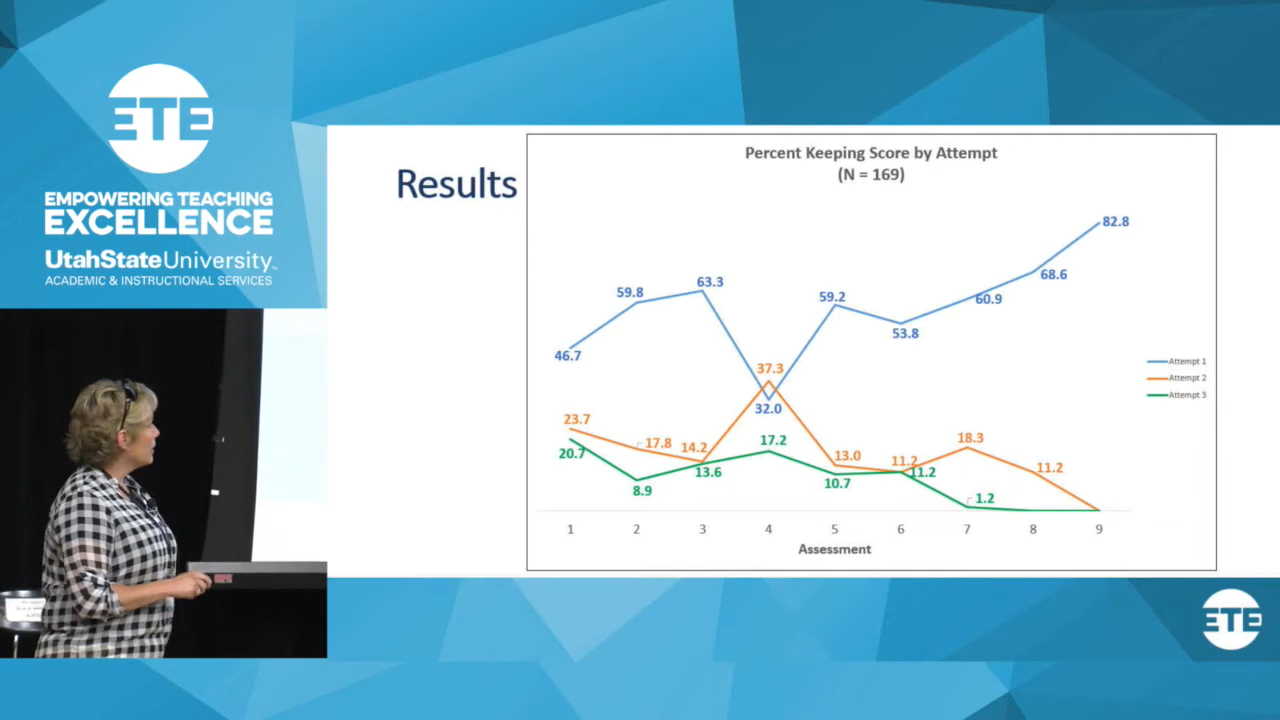 ETE
EMPOWERING TEACHING
EXCELLENCE
UtahStateUniversity
ACADEMIC & INSTRUCTIONAL SERVICES
Results
Percent Keeping Score by Attempt
(N = 169)
82.8
68.6
63.3
59.8
59.2
60.9
53.8
46.7
37.3
32.0
Attempt 1
Attempt 2
Attempt 3
23.7
17.8
14.2
17.2
13.0
11.2
18.3
11.2
20.7
8.9
13.6
10.7
11.2
1.2
1 2 3 4 5 6 7 8 9
Assessment
ETE